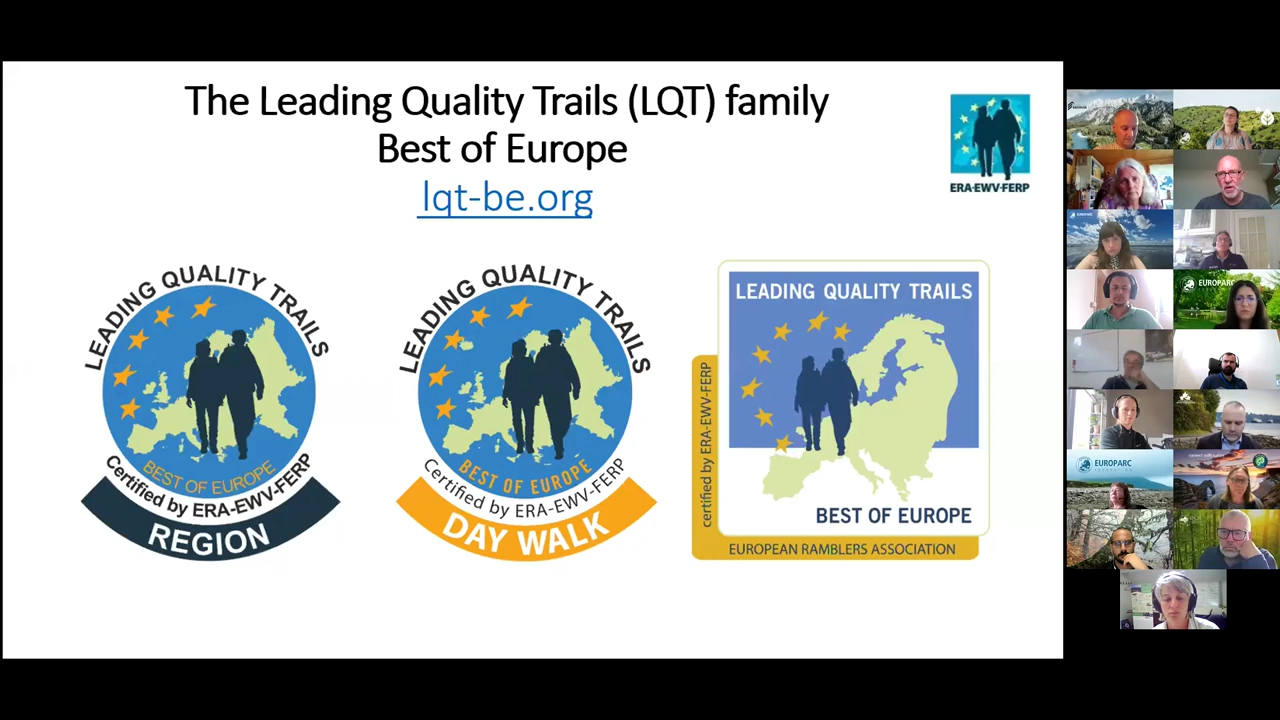 The Leading Quality Trails (LQT) family
Best of Europe
lqt-be.org
ERA-EWV-FERP
LEADING QUALITY TRAILS
BEST OF EUROPE
Certified by ERA-EWV-FERP
REGION
LEADING QUALITY TRAILS
BEST OF EUROPE
Certified by ERA-EWV-FERP
DAY WALK
LEADING QUALITY TRAILS
certified by ERA-EWV-FERP
BEST OF EUROPE
EUROPEAN RAMBLERS ASSOCIATION
EUROPARC
EUROPARC
EUROPARC